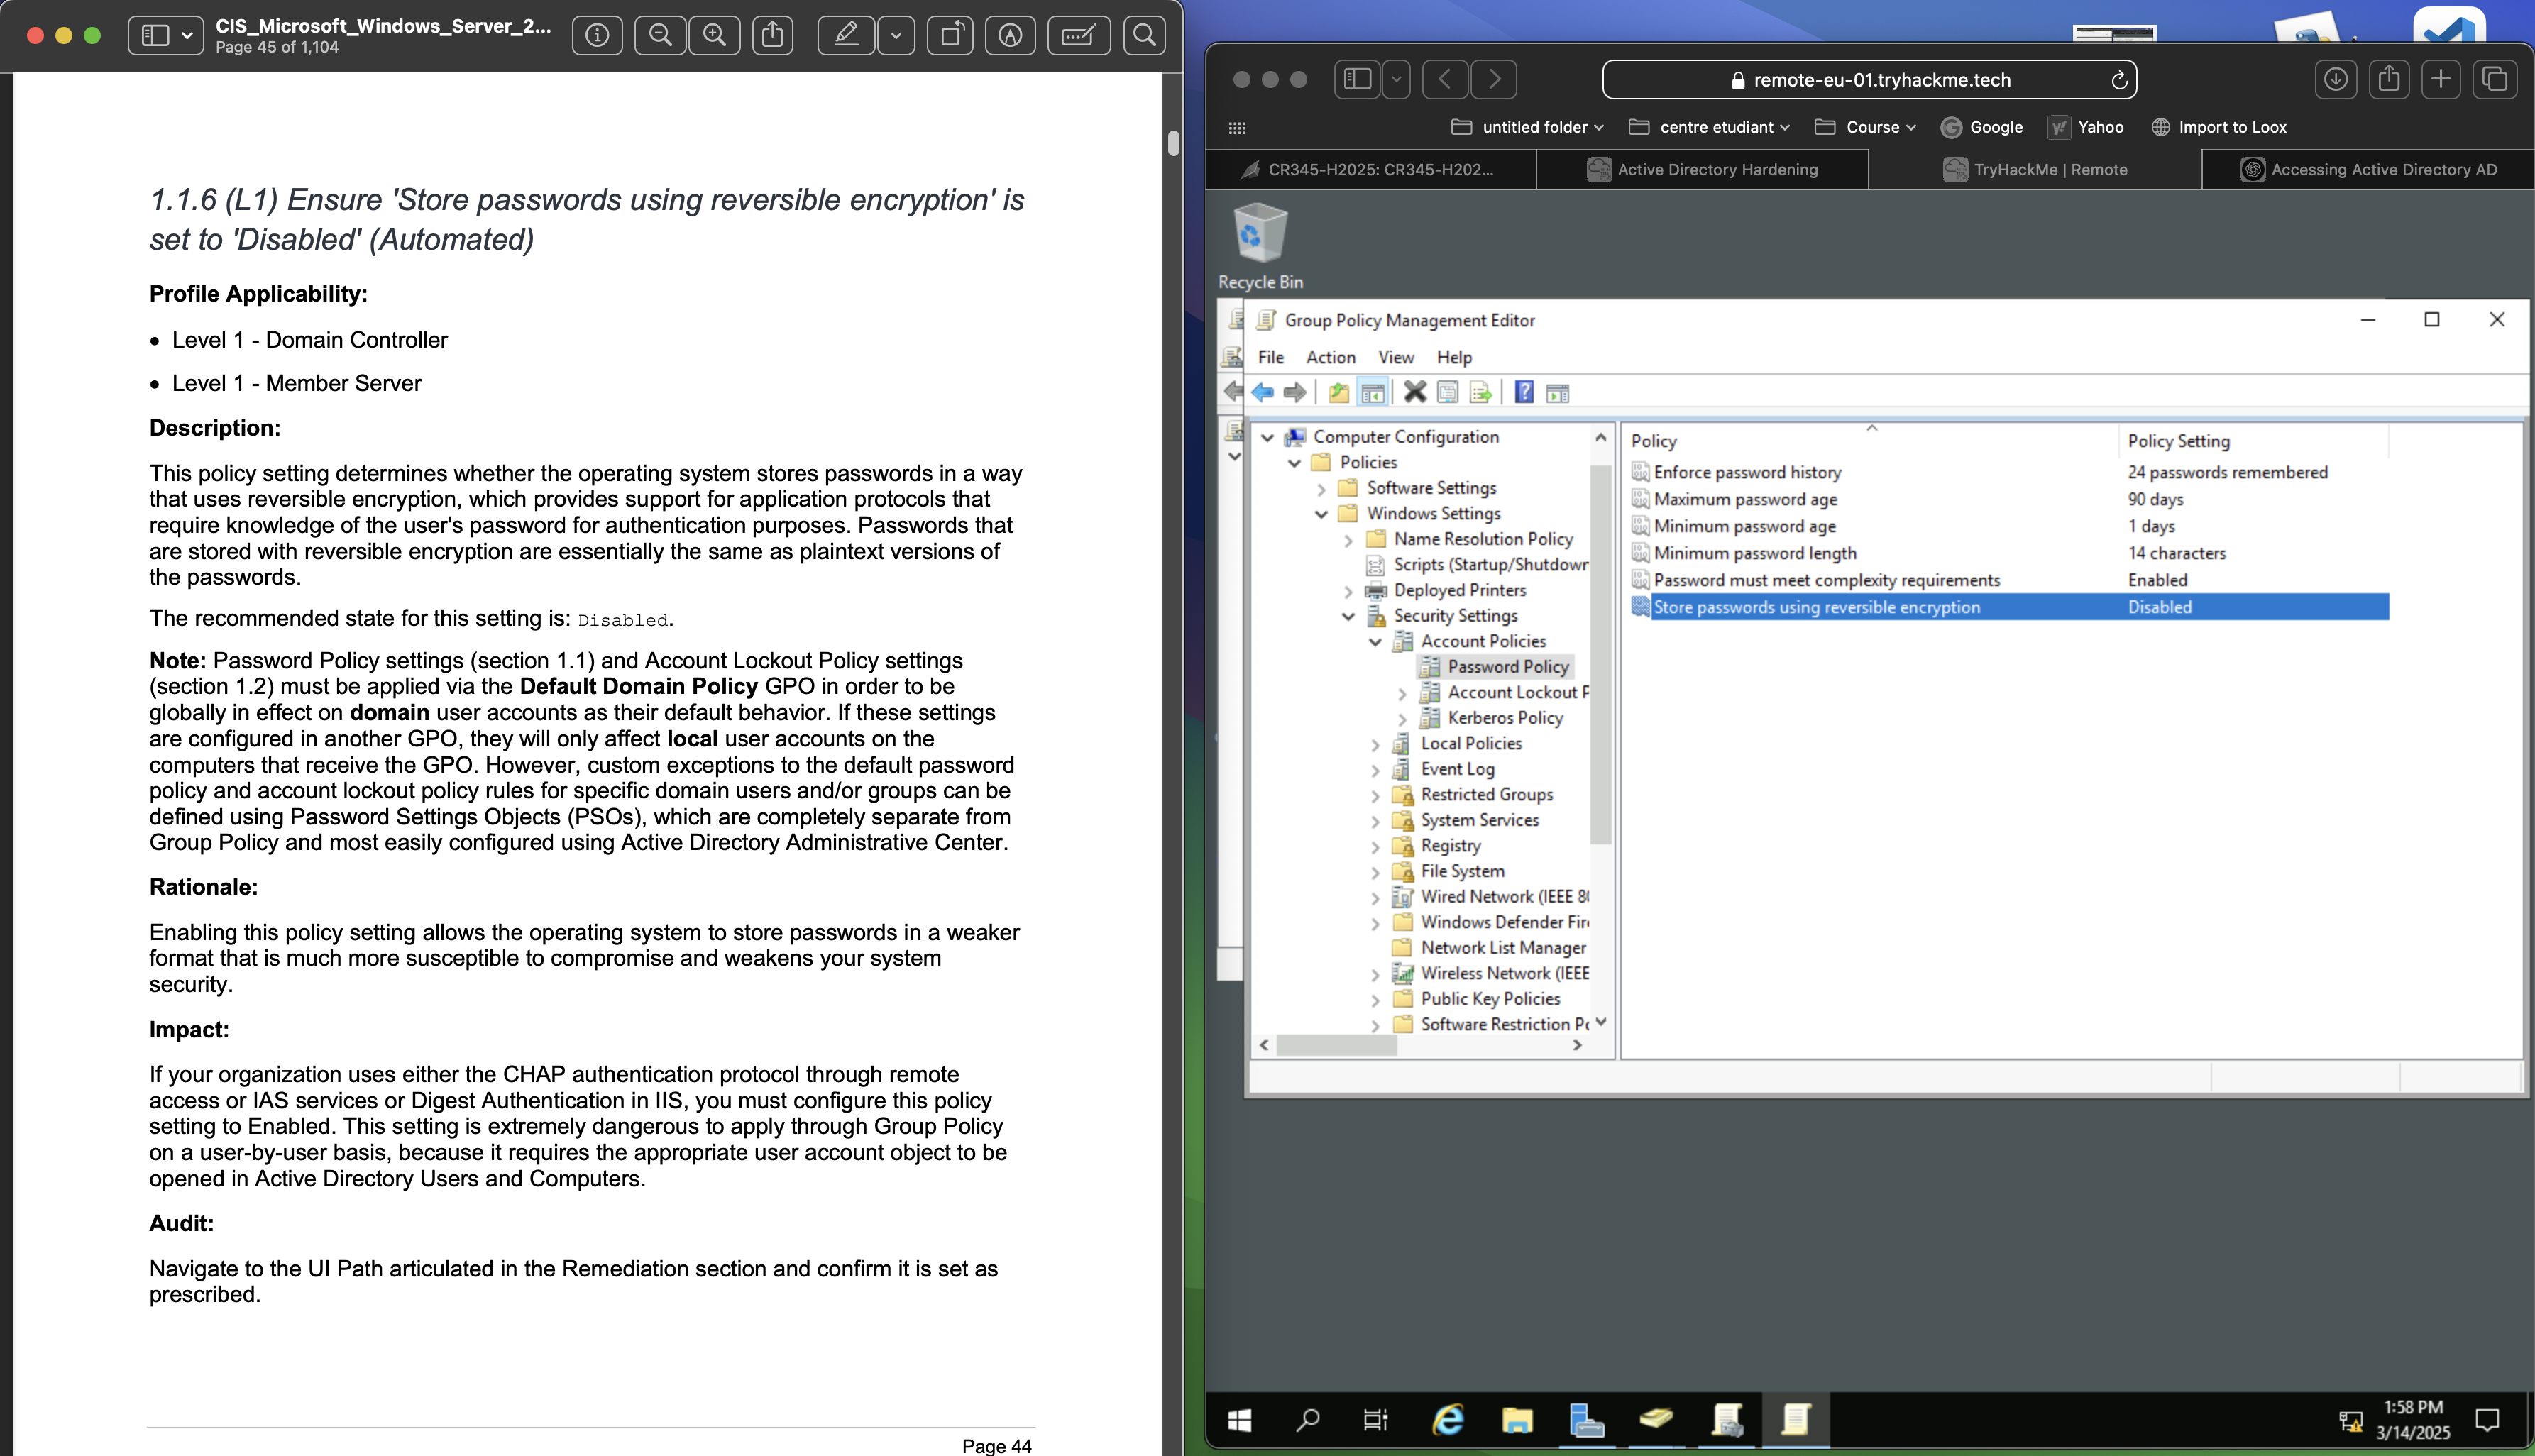 CIS_Microsoft_Windows_Server_2...
Page 45 of 1,104
1.1.6 (L1) Ensure 'Store passwords using reversible encryption' is
set to 'Disabled' (Automated)
Profile Applicability:
• Level 1 - Domain Controller
• Level 1 - Member Server
Description:
This policy setting determines whether the operating system stores passwords in a way
that uses reversible encryption, which provides support for application protocols that
require knowledge of the user's password for authentication purposes. Passwords that
are stored with reversible encryption are essentially the same as plaintext versions of
the passwords.
The recommended state for this setting is: Disabled.
Note: Password Policy settings (section 1.1) and Account Lockout Policy settings
(section 1.2) must be applied via the Default Domain Policy GPO in order to be
globally in effect on domain user accounts as their default behavior. If these settings
are configured in another GPO, they will only affect local user accounts on the
computers that receive the GPO. However, custom exceptions to the default password
policy and account lockout policy rules for specific domain users and/or groups can be
defined using Password Settings Objects (PSOs), which are completely separate from
Group Policy and most easily configured using Active Directory Administrative Center.
Rationale:
Enabling this policy setting allows the operating system to store passwords in a weaker
format that is much more susceptible to compromise and weakens your system
security.
Impact:
If your organization uses either the CHAP authentication protocol through remote
access or IAS services or Digest Authentication in IIS, you must configure this policy
setting to Enabled. This setting is extremely dangerous to apply through Group Policy
on a user-by-user basis, because it requires the appropriate user account object to be
opened in Active Directory Users and Computers.
Audit:
Navigate to the UI Path articulated in the Remediation section and confirm it is set as
prescribed.
Page 44
remote-eu-01.tryhackme.tech
untitled folder centre etudiant Course Google Yahoo Import to Loox
CR345-H2025: CR345-H202... Active Directory Hardening TryHackMe | Remote Accessing Active Directory AD
Recycle Bin
Group Policy Management Editor
File Action View Help
Computer Configuration
Policies
Software Settings
Windows Settings
Name Resolution Policy
Scripts (Startup/Shutdown
Deployed Printers
Security Settings
Account Policies
Password Policy
Account Lockout P
Kerberos Policy
Local Policies
Event Log
Restricted Groups
System Services
Registry
File System
Wired Network (IEEE 80
Windows Defender Fir
Network List Manager
Wireless Network (IEEE
Public Key Policies
Software Restriction Po
Policy Policy Setting
Enforce password history 24 passwords remembered
Maximum password age 90 days
Minimum password age 1 days
Minimum password length 14 characters
Password must meet complexity requirements Enabled
Store passwords using reversible encryption Disabled
1:58 PM
3/14/2025